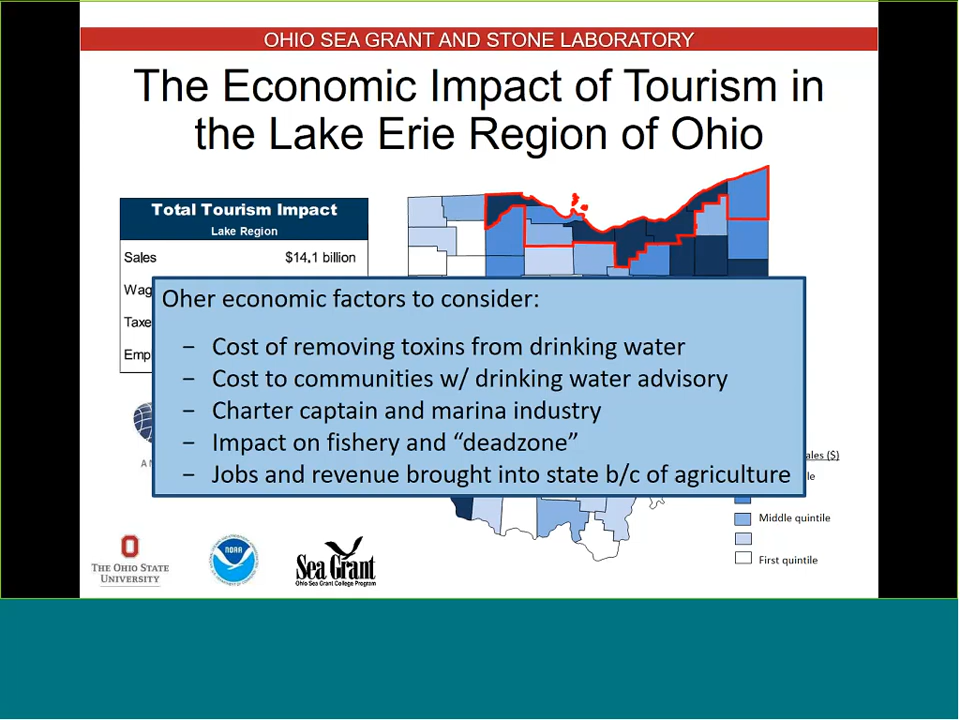 OHIO SEA GRANT AND STONE LABORATORY
The Economic Impact of Tourism in
the Lake Erie Region of Ohio
Total Tourism Impact
Lake Region
Sales $14.1 billion
Wag
Taxe
Emp
Oher economic factors to consider:
− Cost of removing toxins from drinking water
− Cost to communities w/ drinking water advisory
− Charter captain and marina industry
− Impact on fishery and “deadzone”
− Jobs and revenue brought into state b/c of agriculture
ales ($)
le
Middle quintile
First quintile
THE OHIO STATE
UNIVERSITY
NOAA
Sea Grant
Ohio Sea Grant College Program